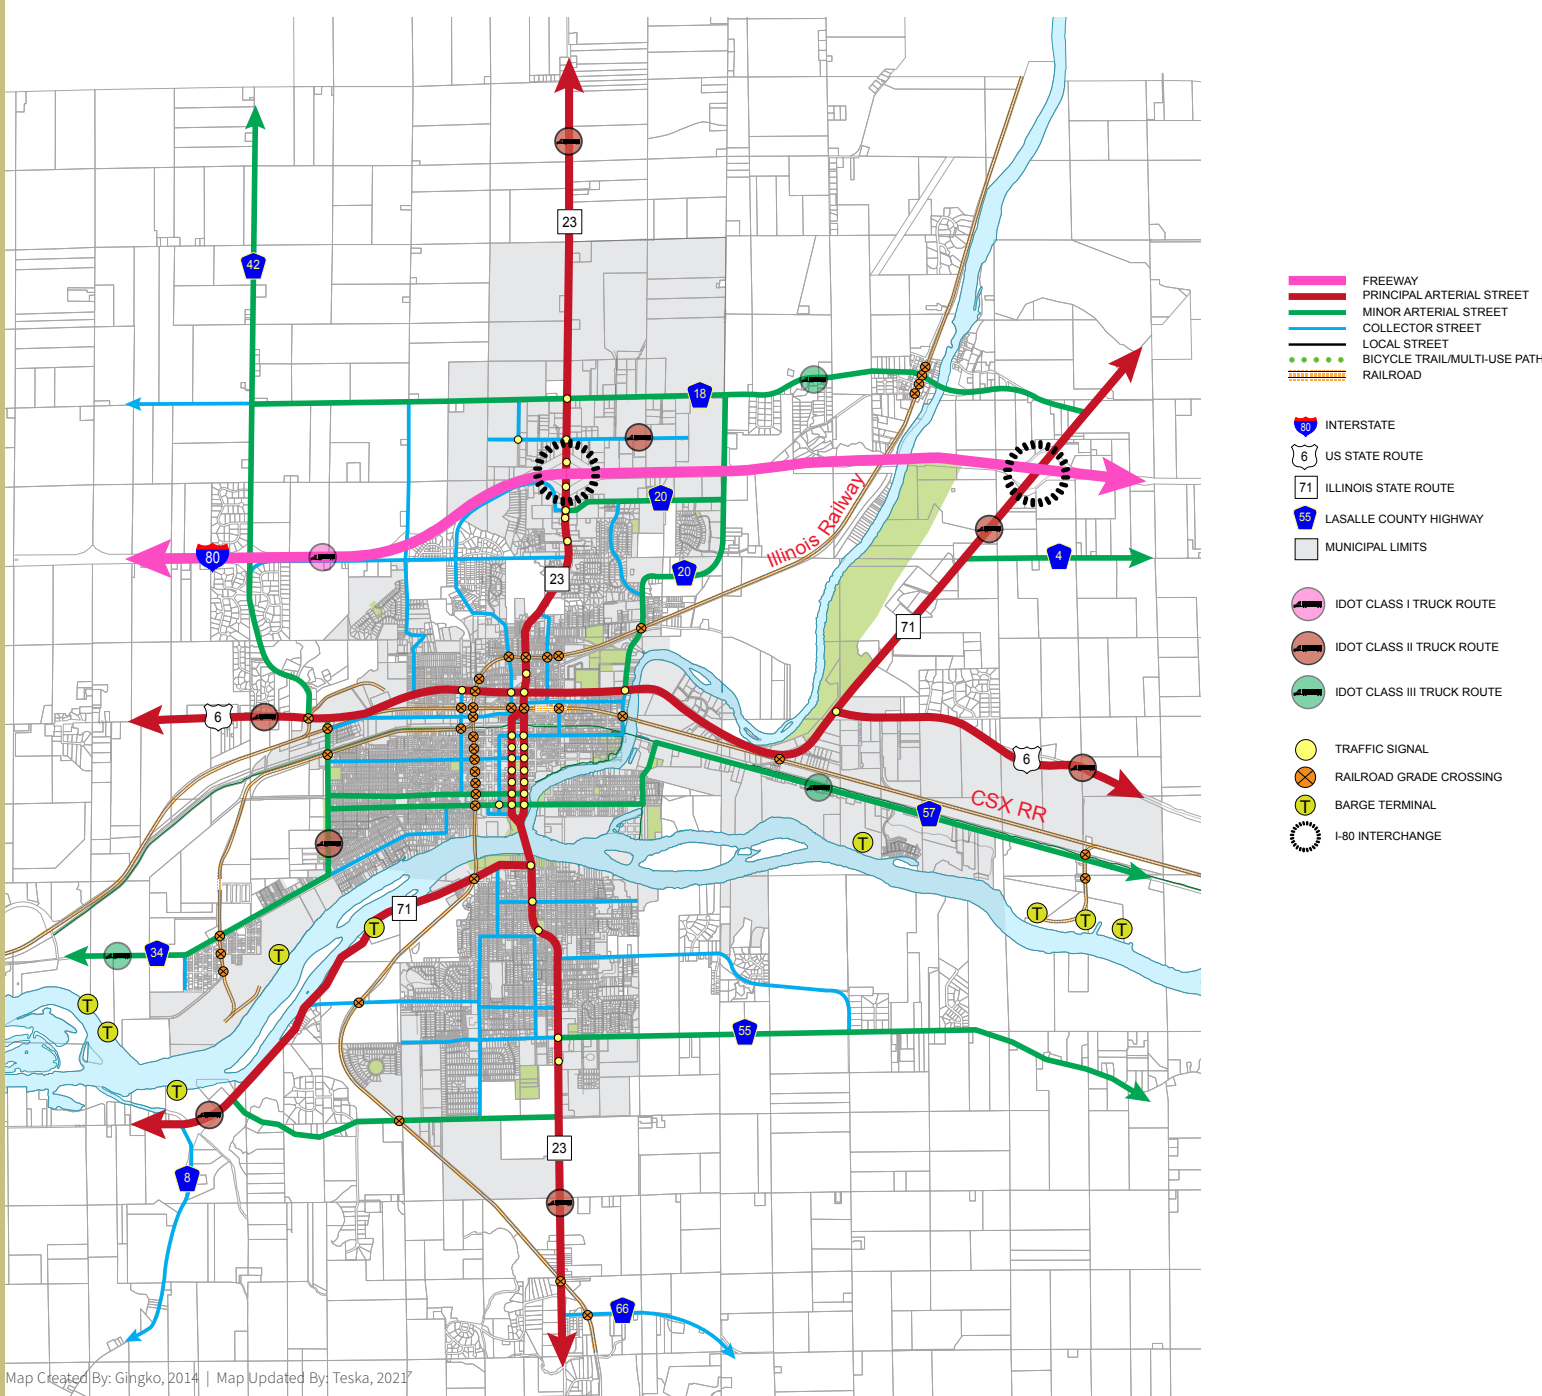 23
42
18
20
Illinois Railway
80
4
23
20
71
6
6
57
CSX RR
71
34
55
23
8
66
FREEWAY
PRINCIPAL ARTERIAL STREET
MINOR ARTERIAL STREET
COLLECTOR STREET
LOCAL STREET
BICYCLE TRAIL/MULTI-USE PATH
RAILROAD
80 INTERSTATE
6 US STATE ROUTE
71 ILLINOIS STATE ROUTE
55 LASALLE COUNTY HIGHWAY
MUNICIPAL LIMITS
IDOT CLASS I TRUCK ROUTE
IDOT CLASS II TRUCK ROUTE
IDOT CLASS III TRUCK ROUTE
TRAFFIC SIGNAL
RAILROAD GRADE CROSSING
T BARGE TERMINAL
I-80 INTERCHANGE
T
T
T
T
T
T
T
T
T
Map Created By: Gingko, 2014 | Map Updated By: Teska, 2021